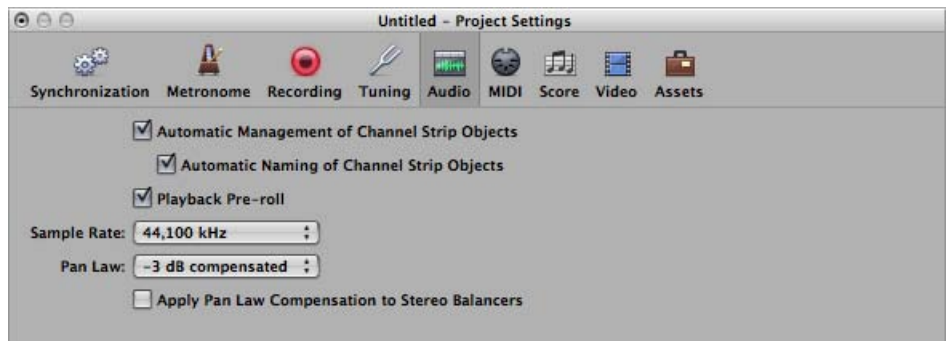 Untitled – Project Settings
Synchronization Metronome Recording Tuning Audio MIDI Score Video Assets
Automatic Management of Channel Strip Objects
Automatic Naming of Channel Strip Objects
Playback Pre-roll
Sample Rate: 44,100 kHz
Pan Law: -3 dB compensated
Apply Pan Law Compensation to Stereo Balancers